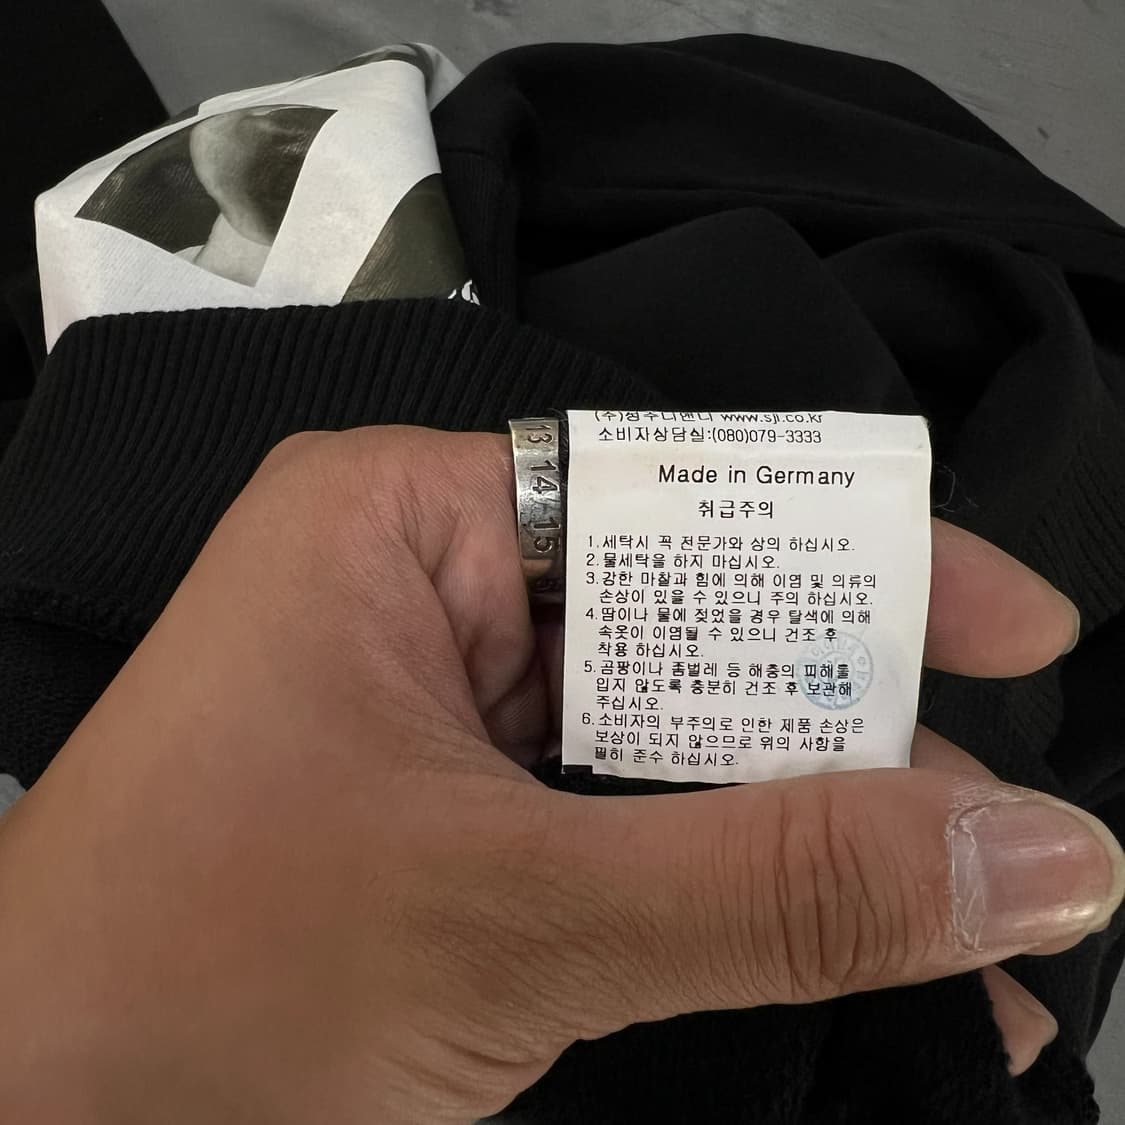 www.sji.co.kr
소비자상담실:(080)079-3333
Made in Germany
취급주의
1.세탁시 꼭 전문가와 상의 하십시오.
2.물세탁을 하지 마십시오.
3.강한 마찰과 힘에 의해 이염 및 의류의
손상이 있을 수 있으니 주의 하십시오.
4.땀이나 물에 젖었을 경우 탈색에 의해
속옷이 이염될 수 있으니 건조 후
착용 하십시오.
5.곰팡이나 좀벌레 등 해충의 피해를
입지 않도록 충분히 건조 후 보관해
주십시오.
6.소비자의 부주의로 인한 제품 손상은
보상이 되지 않으므로 위의 사항을
필히 준수 하십시오.
13 14 15